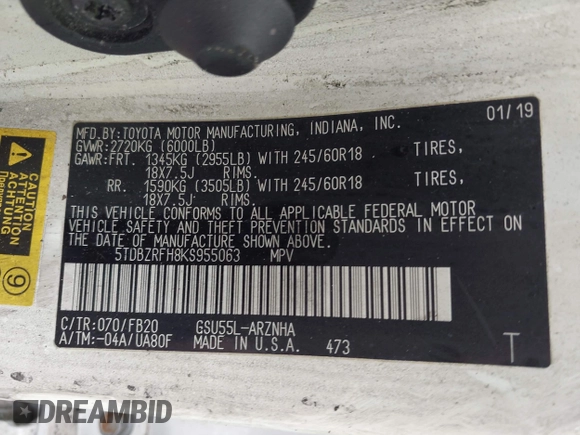 01/19
MFD.BY:TOYOTA MOTOR MANUFACTURING, INDIANA, INC.
GVWR:2720KG (6000LB)
GAWR:FRT. 1345KG (2955LB) WITH 245/60R18 TIRES,
18X7.5J RIMS.
RR. 1590KG (3505LB) WITH 245/60R18 TIRES,
18X7.5J RIMS.
THIS VEHICLE CONFORMS TO ALL APPLICABLE FEDERAL MOTOR
VEHICLE SAFETY AND THEFT PREVENTION STANDARDS IN EFFECT ON
THE DATE OF MANUFACTURE SHOWN ABOVE.
5TDBZRFH8KS955063 MPV
C/TR:070/FB20 GSU55L-ARZNHA
A/TM:-04A/UA80F MADE IN U.S.A. 473
T
CAUTION
ACHTUNG
9
DREAMBID